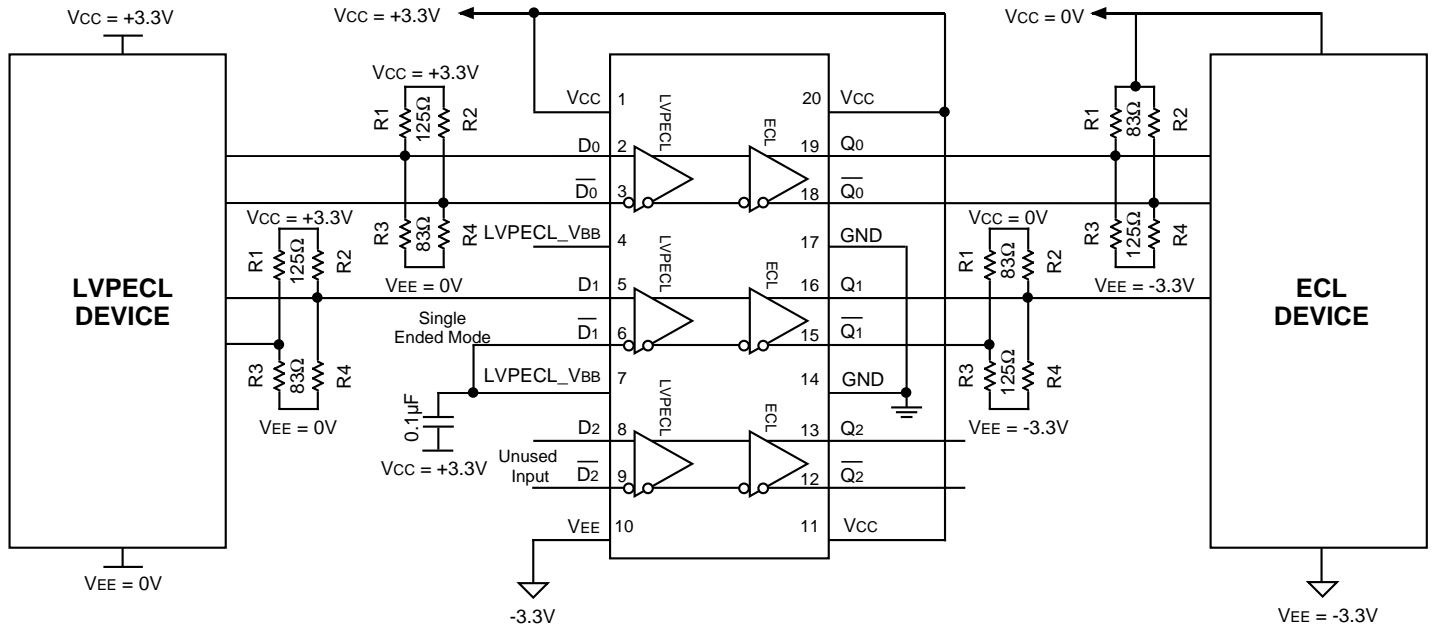 VCC = +3.3V
LVPECL
DEVICE
VEE = 0V
VCC = +3.3V
VCC = +3.3V
R1
125Ω
R2
R3
83Ω
R4
VEE = 0V
VCC = +3.3V
R1
125Ω
R2
R3
83Ω
R4
VEE = 0V
Single
Ended Mode
0.1µF
VCC = +3.3V
Unused
Input
VCC 1
D0 2
D0 3
LVPECL_VBB 4
D1 5
D1 6
LVPECL_VBB 7
D2 8
D2 9
VEE 10
-3.3V
LVPECL
ECL
LVPECL
ECL
LVPECL
ECL
20 VCC
19 Q0
18 Q0
17 GND
16 Q1
15 Q1
14 GND
13 Q2
12 Q2
11 VCC
VCC = 0V
R1
83Ω
R2
R3
125Ω
R4
VEE = -3.3V
VCC = 0V
R1
83Ω
R2
R3
125Ω
R4
VEE = -3.3V
ECL
DEVICE
VEE = -3.3V